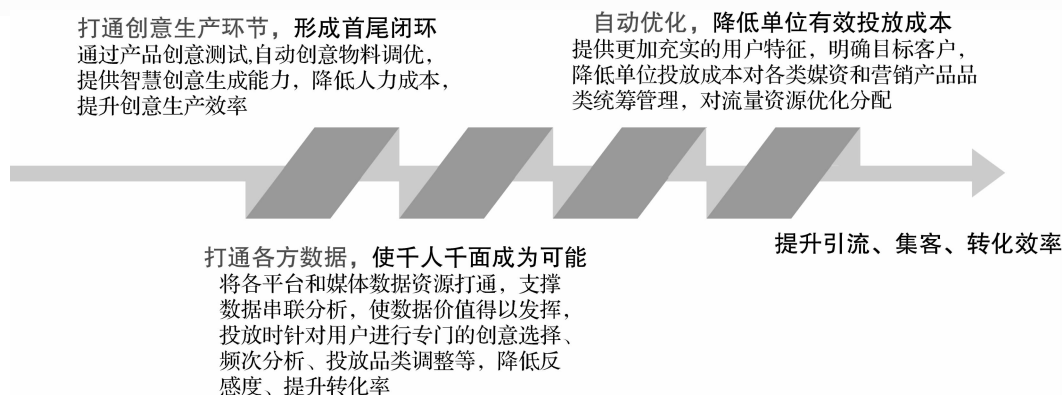 打通创意生产环节，形成首尾闭环
通过产品创意测试,自动创意物料调优，
提供智慧创意生成能力，降低人力成本，
提升创意生产效率
自动优化，降低单位有效投放成本
提供更加充实的用户特征，明确目标客户，
降低单位投放成本对各类媒资和营销产品品
类统筹管理，对流量资源优化分配
打通各方数据，使千人千面成为可能
将各平台和媒体数据资源打通，支撑
数据串联分析，使数据价值得以发挥，
投放时针对用户进行专门的创意选择、
频次分析、投放品类调整等，降低反
感度、提升转化率
提升引流、集客、转化效率